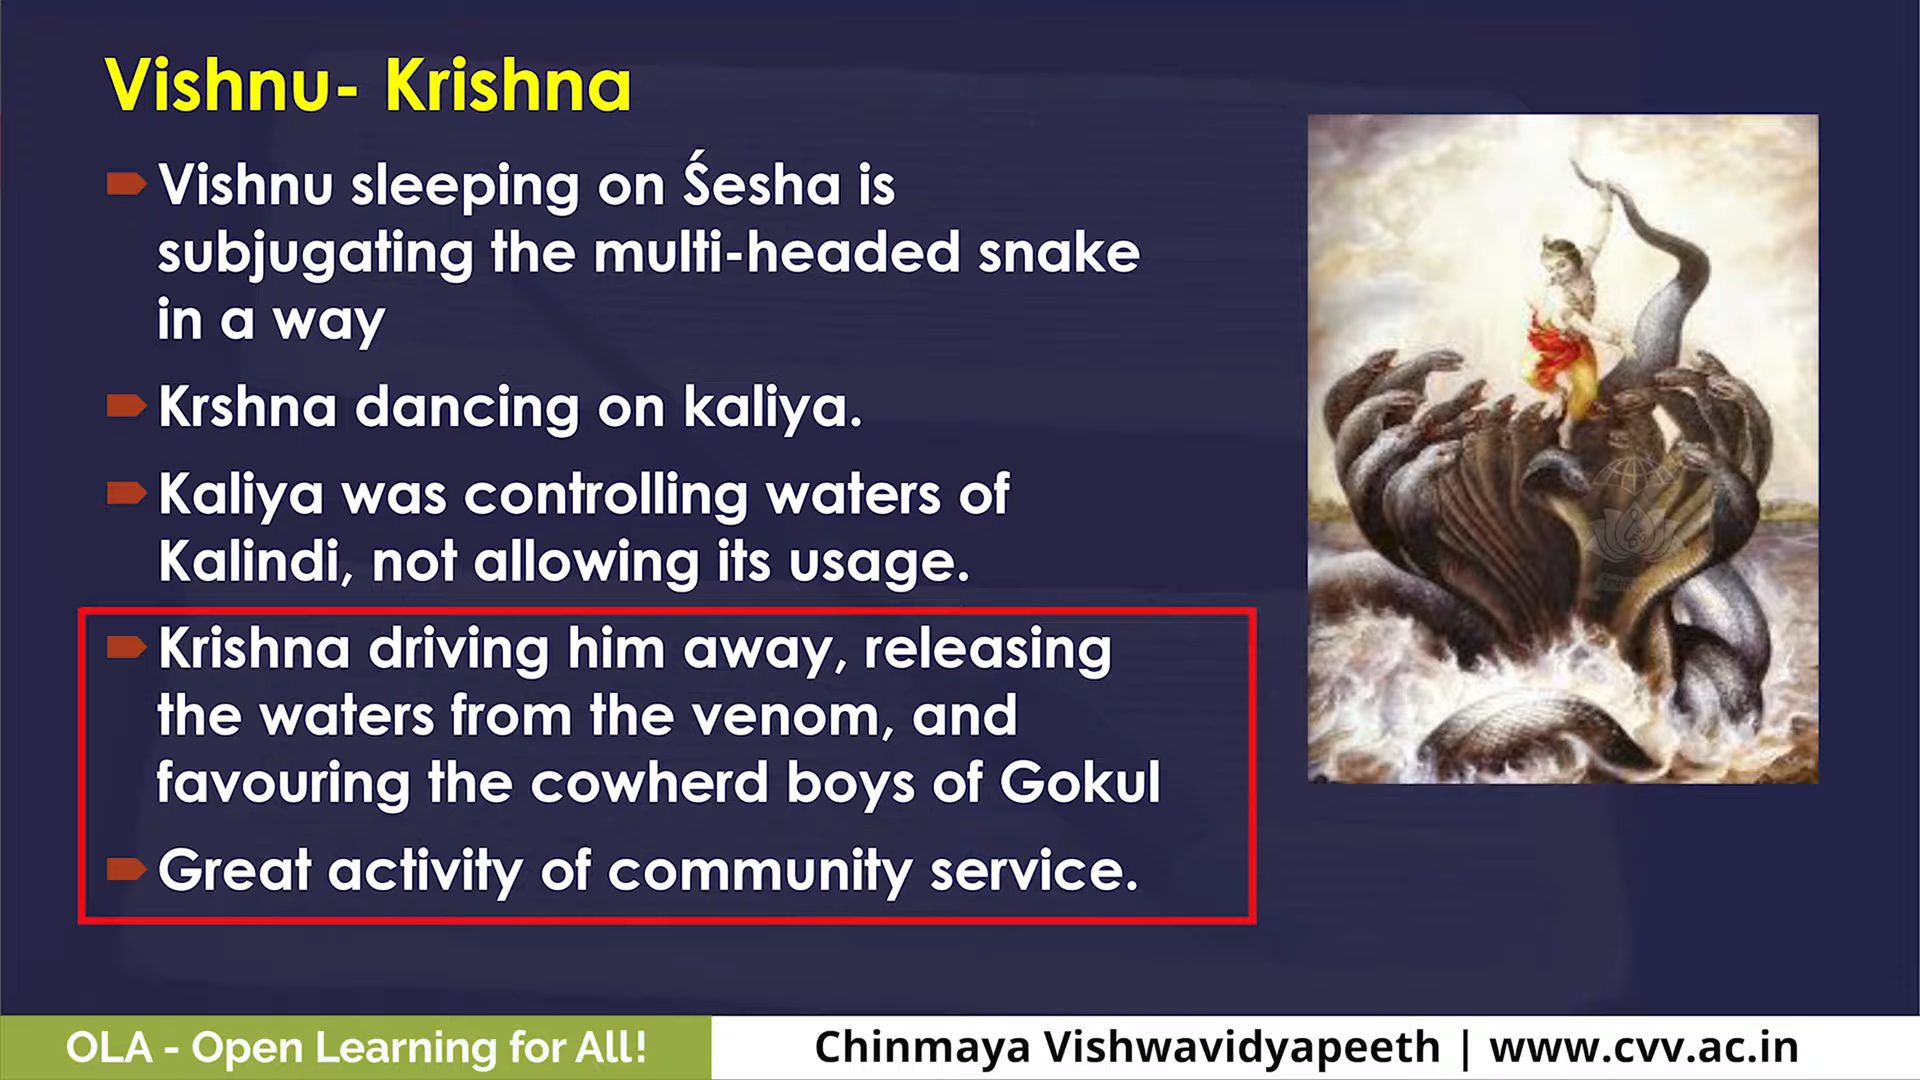 Vishnu- Krishna
Vishnu sleeping on Śesha is
subjugating the multi-headed snake
in a way
Krshna dancing on kaliya.
Kaliya was controlling waters of
Kalindi, not allowing its usage.
Krishna driving him away, releasing
the waters from the venom, and
favouring the cowherd boys of Gokul
Great activity of community service.
OLA - Open Learning for All!
Chinmaya Vishwavidyapeeth | www.cvv.ac.in